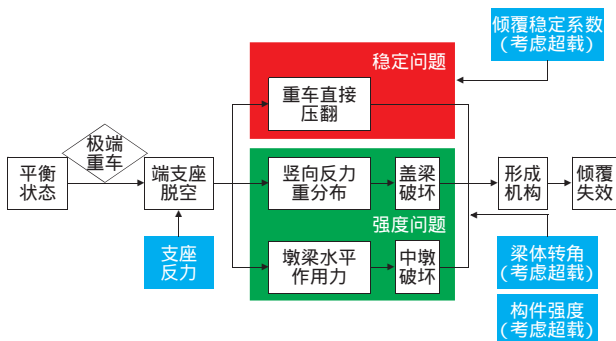 倾覆稳定系数
(考虑超载)
稳定问题
重车直接
压翻
极端
重车
平衡
状态
端支座
脱空
竖向反力
重分布
盖梁
破坏
形成
机构
倾覆
失效
强度问题
支座
反力
墩梁水平
作用力
中墩
破坏
梁体转角
(考虑超载)
构件强度
(考虑超载)